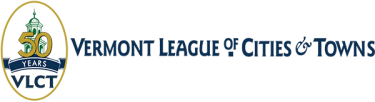 50
YEARS
VLCT
VERMONT LEAGUE OF CITIES & TOWNS